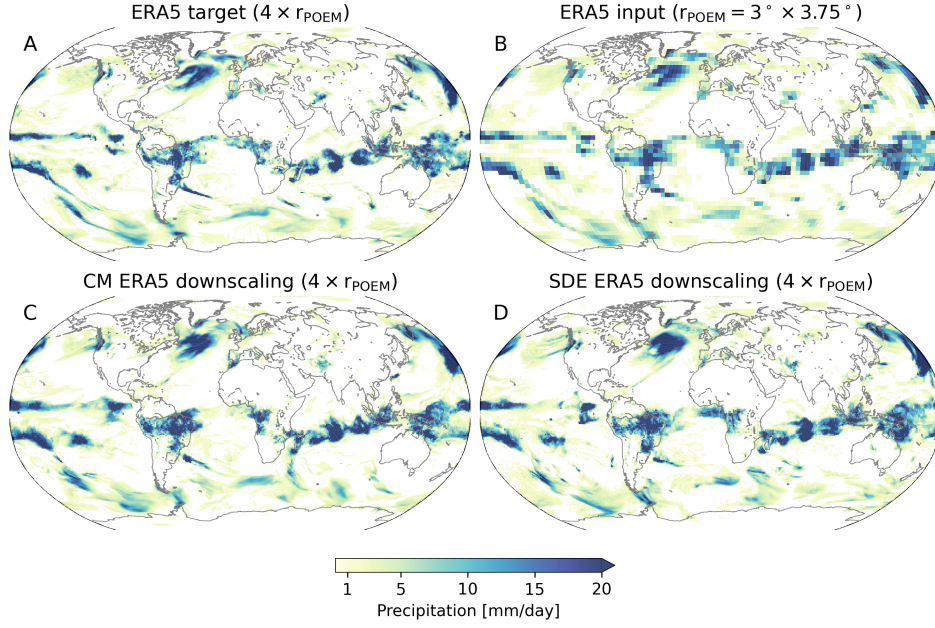 ERA5 target (4 × r_POEM)
ERA5 input (r_POEM = 3° × 3.75°)
A
B
CM ERA5 downscaling (4 × r_POEM)
SDE ERA5 downscaling (4 × r_POEM)
C
D
1 5 10 15 20
Precipitation [mm/day]